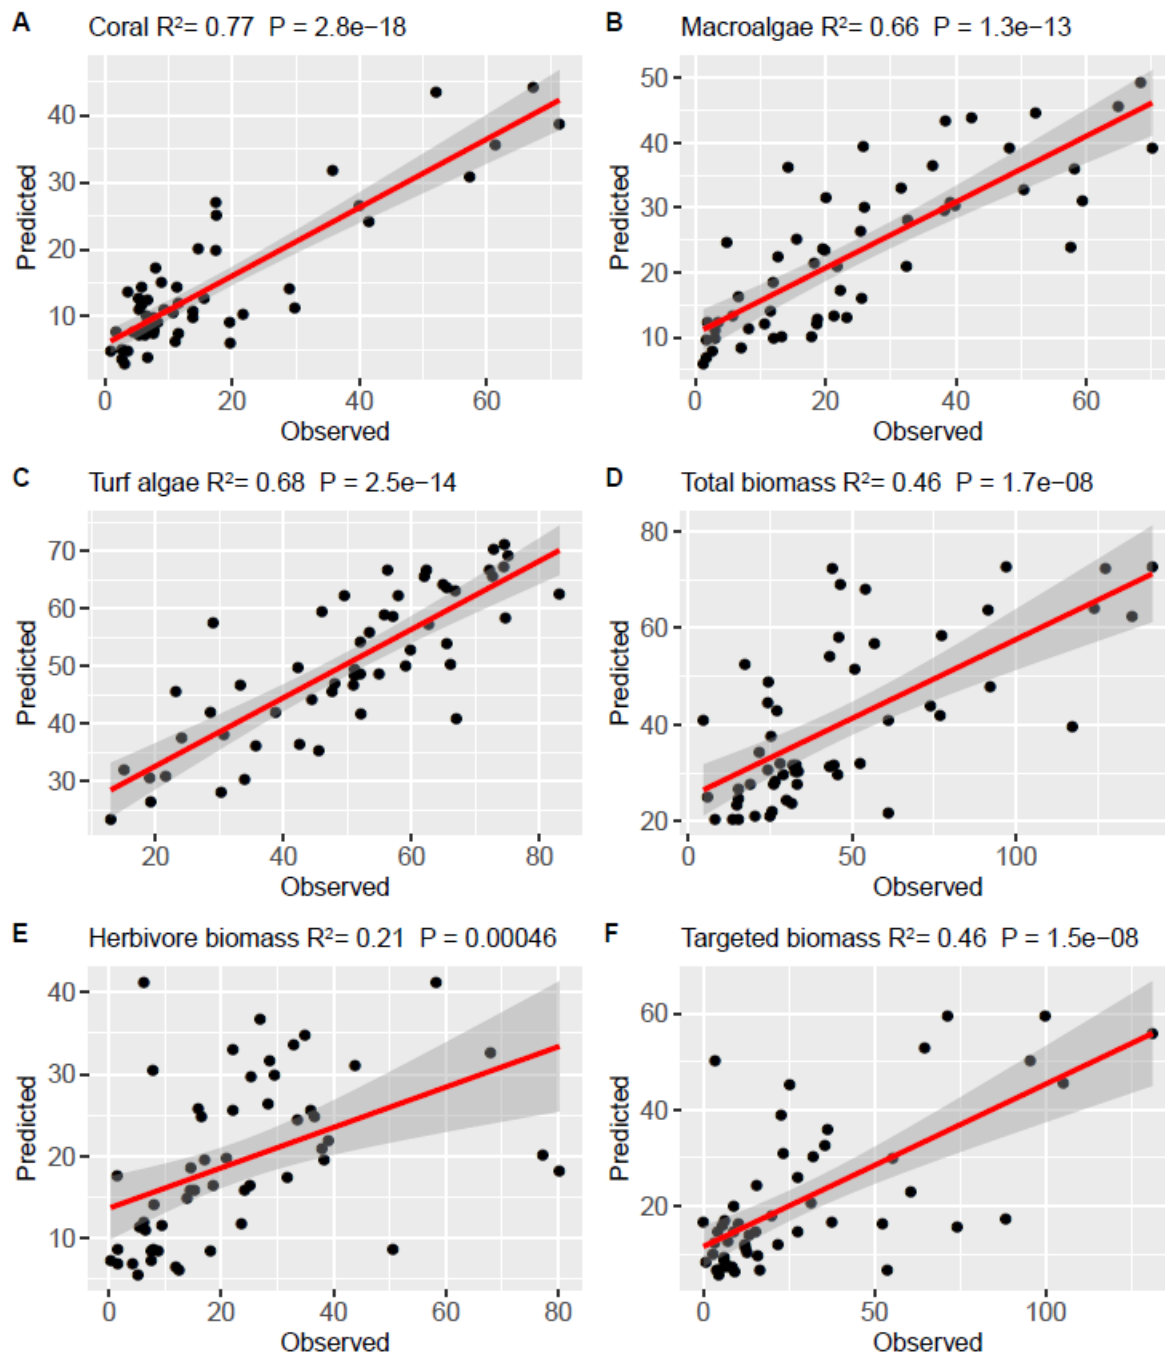 A Coral R²= 0.77 P = 2.8e−18
40
30
20
10
Predicted
0 20 40 60
Observed
B Macroalgae R²= 0.66 P = 1.3e−13
50
40
30
20
10
Predicted
0 20 40 60
Observed
C Turf algae R²= 0.68 P = 2.5e−14
70
60
50
40
30
Predicted
20 40 60 80
Observed
D Total biomass R²= 0.46 P = 1.7e−08
80
60
40
20
Predicted
0 50 100
Observed
E Herbivore biomass R²= 0.21 P = 0.00046
40
30
20
10
Predicted
0 20 40 60 80
Observed
F Targeted biomass R²= 0.46 P = 1.5e−08
60
40
20
Predicted
0 50 100
Observed